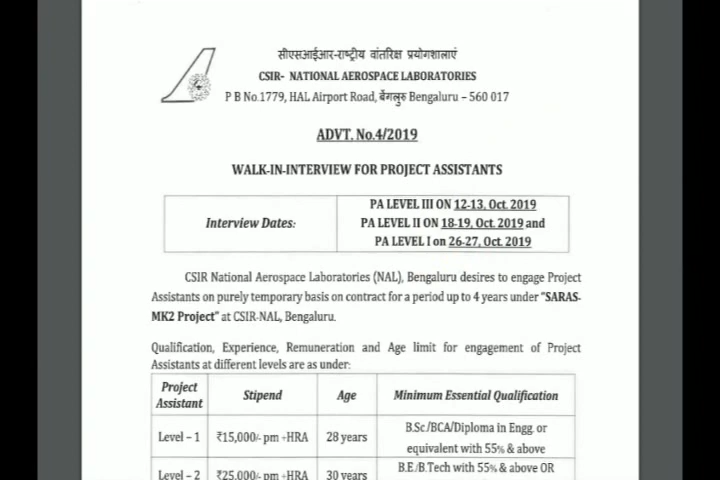 सीएसआईआर-राष्ट्रीय वांतरिक्ष प्रयोगशालाएं
CSIR- NATIONAL AEROSPACE LABORATORIES
P B No.1779, HAL Airport Road, बेंगलुरु Bengaluru – 560 017
ADVT. No.4/2019
WALK-IN-INTERVIEW FOR PROJECT ASSISTANTS
Interview Dates:
PA LEVEL III ON 12-13, Oct. 2019
PA LEVEL II ON 18-19, Oct. 2019 and
PA LEVEL I on 26-27, Oct. 2019
CSIR National Aerospace Laboratories (NAL), Bengaluru desires to engage Project
Assistants on purely temporary basis on contract for a period up to 4 years under "SARAS-
MK2 Project" at CSIR-NAL, Bengaluru.
Qualification, Experience, Remuneration and Age limit for engagement of Project
Assistants at different levels are as under:
Project Assistant Stipend Age Minimum Essential Qualification
Level – 1 ₹15,000/- pm +HRA 28 years B.Sc/BCA/Diploma in Engg. or
equivalent with 55% & above
Level – 2 ₹25,000/- pm +HRA 30 years B.E/B.Tech with 55% & above OR